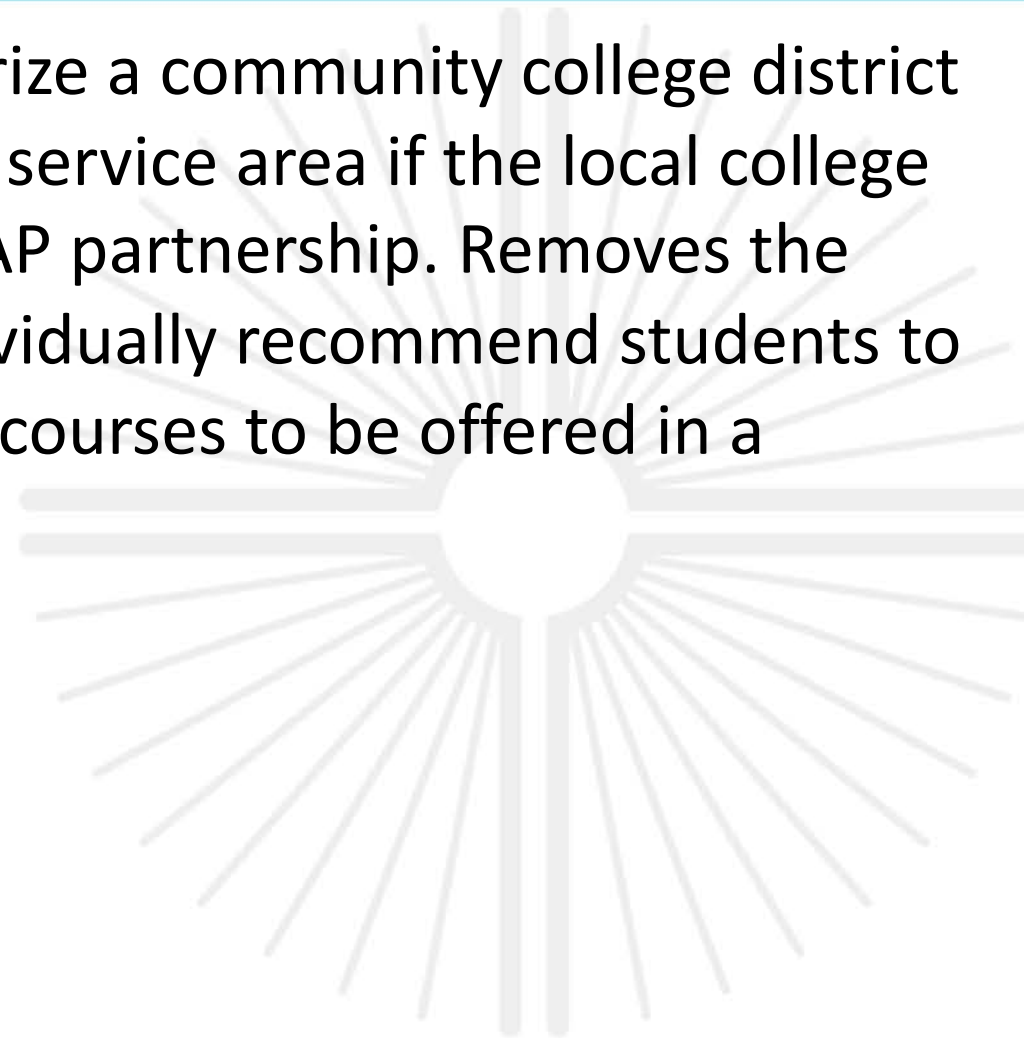 rize a community college district
service area if the local college
AP partnership. Removes the
vidually recommend students to
courses to be offered in a